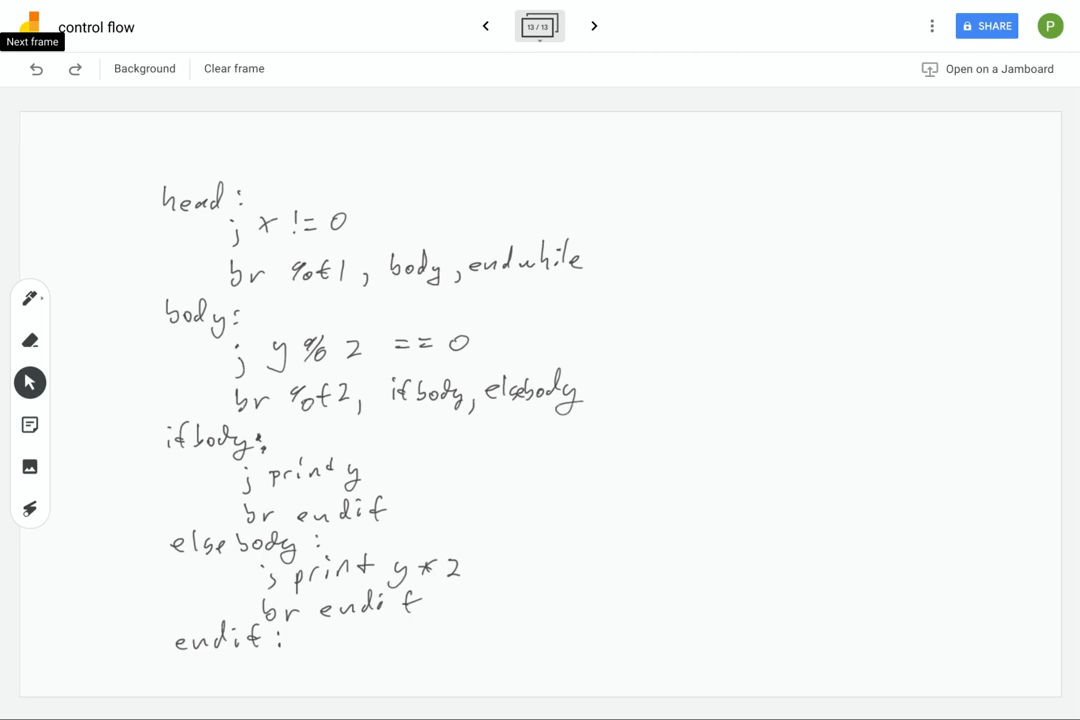 control flow
13 / 13
SHARE
P
Next frame
Background
Clear frame
Open on a Jamboard
head:
; x != 0
br %t1, body, endwhile
body:
; y % 2 == 0
br %t2, ifbody, elsebody
ifbody:
; print y
br endif
elsebody:
; print y * 2
br endif
endif: